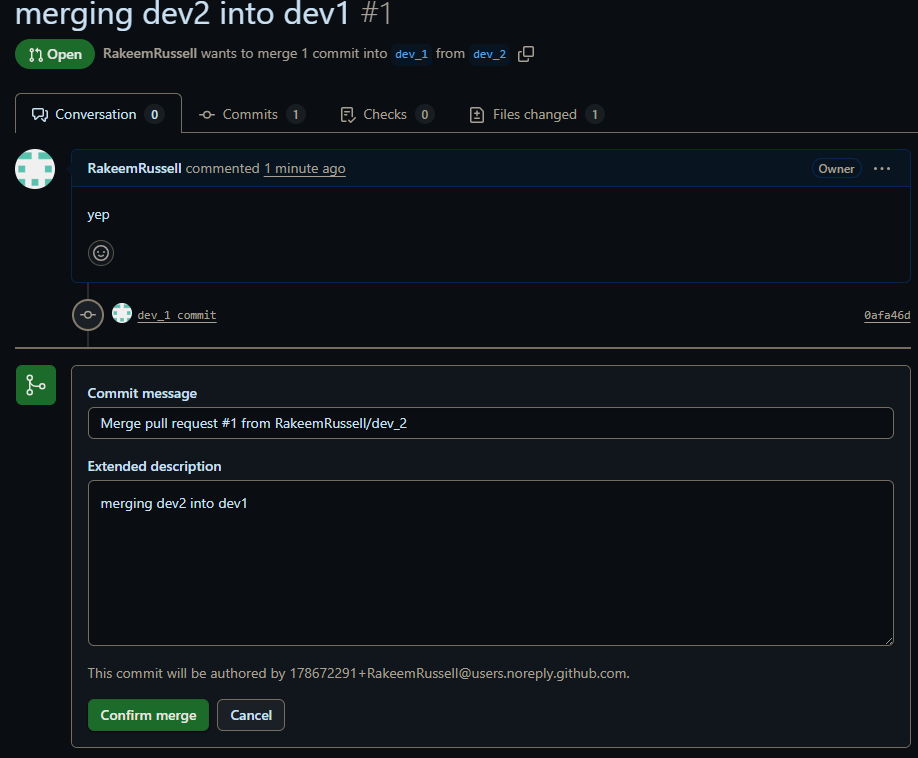 merging dev2 into dev1 #1
Open RakeemRussell wants to merge 1 commit into dev_1 from dev_2
Conversation 0 Commits 1 Checks 0 Files changed 1
RakeemRussell commented 1 minute ago Owner
yep
dev_1 commit 0afa46d
Commit message
Merge pull request #1 from RakeemRussell/dev_2
Extended description
merging dev2 into dev1
This commit will be authored by 178672291+RakeemRussell@users.noreply.github.com.
Confirm merge Cancel